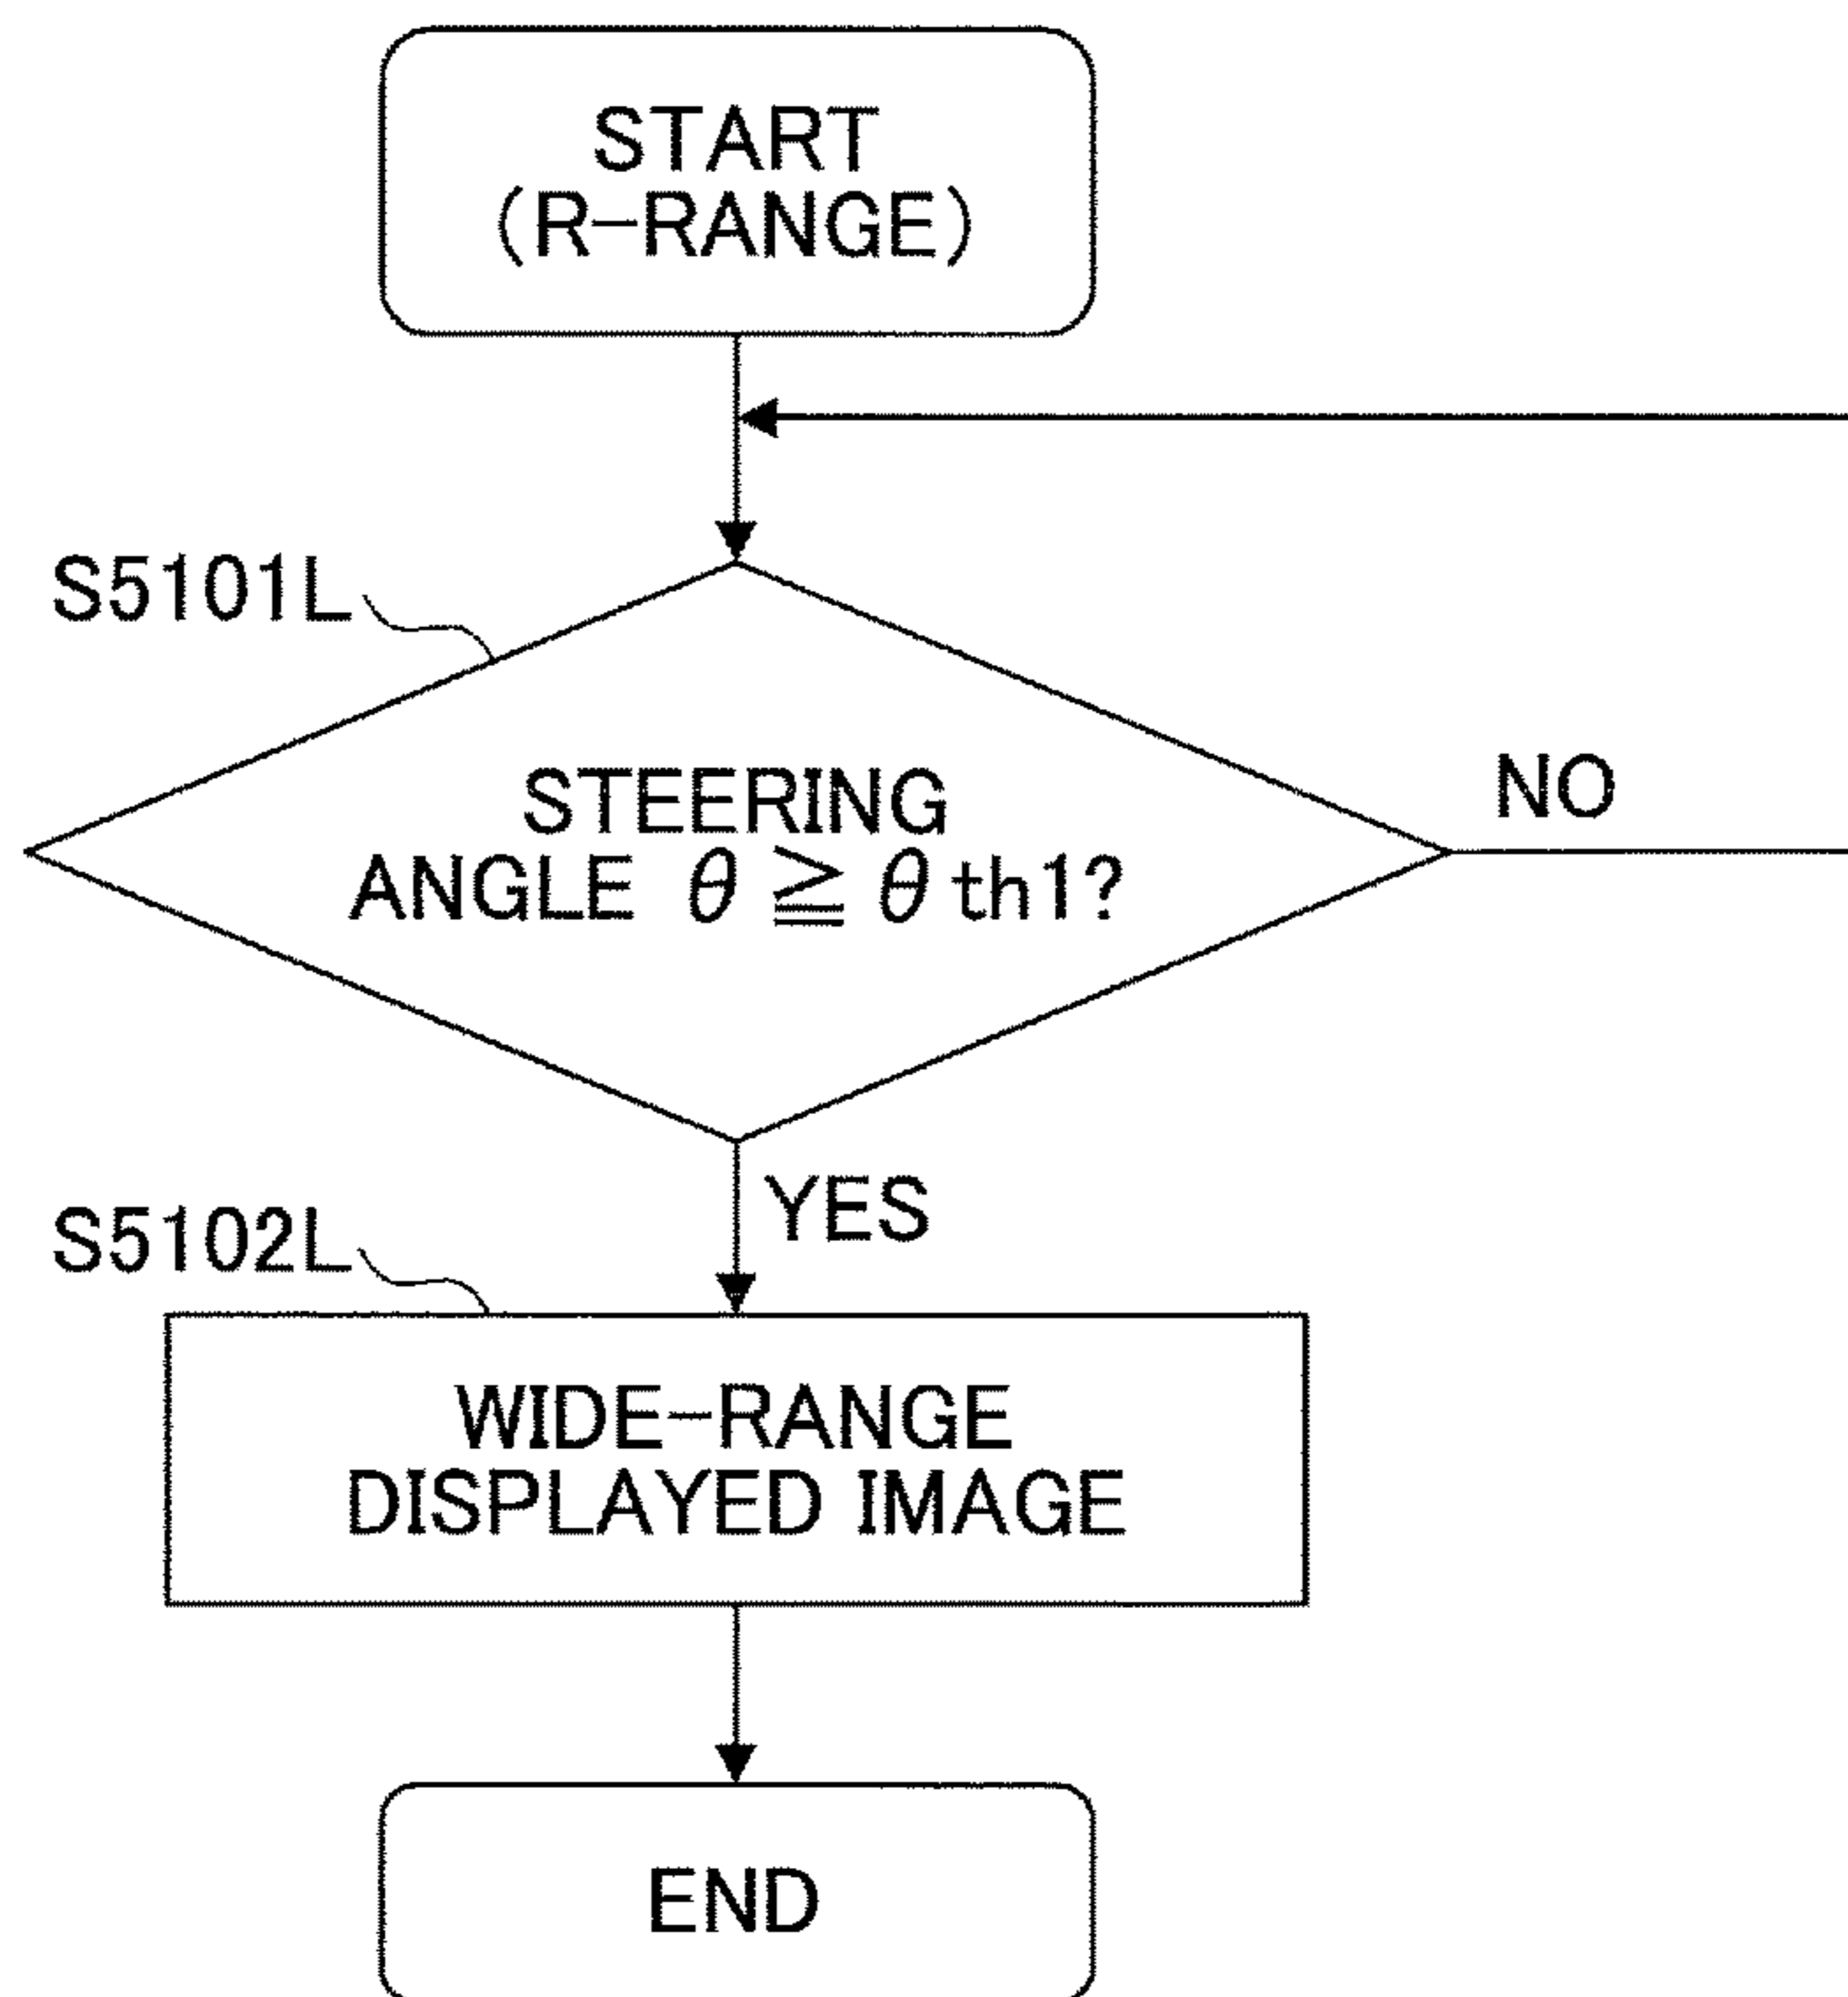 START
(R-RANGE)
S5101L
STEERING
ANGLE θ ≧ θ th1?
NO
YES
S5102L
WIDE-RANGE
DISPLAYED IMAGE
END